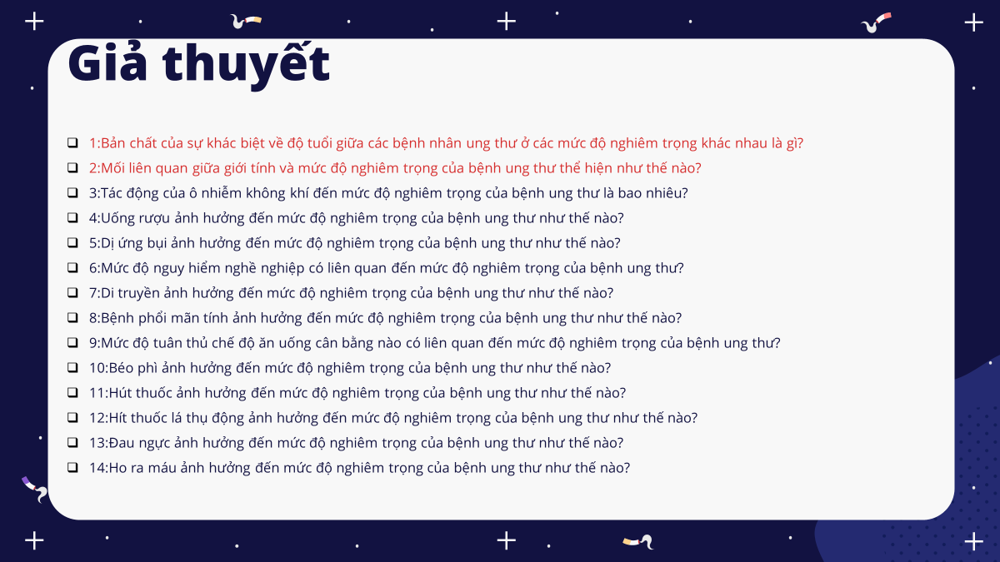 Giả thuyết
1:Bản chất của sự khác biệt về độ tuổi giữa các bệnh nhân ung thư ở các mức độ nghiêm trọng khác nhau là gì?
2:Mối liên quan giữa giới tính và mức độ nghiêm trọng của bệnh ung thư thể hiện như thế nào?
3:Tác động của ô nhiễm không khí đến mức độ nghiêm trọng của bệnh ung thư là bao nhiêu?
4:Uống rượu ảnh hưởng đến mức độ nghiêm trọng của bệnh ung thư như thế nào?
5:Dị ứng bụi ảnh hưởng đến mức độ nghiêm trọng của bệnh ung thư như thế nào?
6:Mức độ nguy hiểm nghề nghiệp có liên quan đến mức độ nghiêm trọng của bệnh ung thư?
7:Di truyền ảnh hưởng đến mức độ nghiêm trọng của bệnh ung thư như thế nào?
8:Bệnh phổi mãn tính ảnh hưởng đến mức độ nghiêm trọng của bệnh ung thư như thế nào?
9:Mức độ tuân thủ chế độ ăn uống cân bằng nào có liên quan đến mức độ nghiêm trọng của bệnh ung thư?
10:Béo phì ảnh hưởng đến mức độ nghiêm trọng của bệnh ung thư như thế nào?
11:Hút thuốc ảnh hưởng đến mức độ nghiêm trọng của bệnh ung thư như thế nào?
12:Hít thuốc lá thụ động ảnh hưởng đến mức độ nghiêm trọng của bệnh ung thư như thế nào?
13:Đau ngực ảnh hưởng đến mức độ nghiêm trọng của bệnh ung thư như thế nào?
14:Ho ra máu ảnh hưởng đến mức độ nghiêm trọng của bệnh ung thư như thế nào?